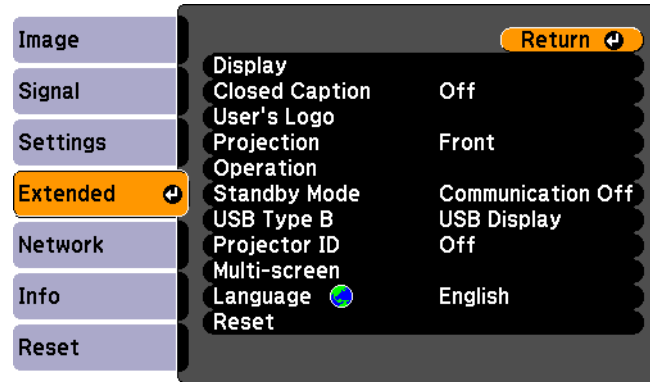 Image
Signal
Settings
Extended
Network
Info
Reset
Return
Display
Closed Caption Off
User's Logo
Projection Front
Operation
Standby Mode Communication Off
USB Type B USB Display
Projector ID Off
Multi-screen
Language English
Reset